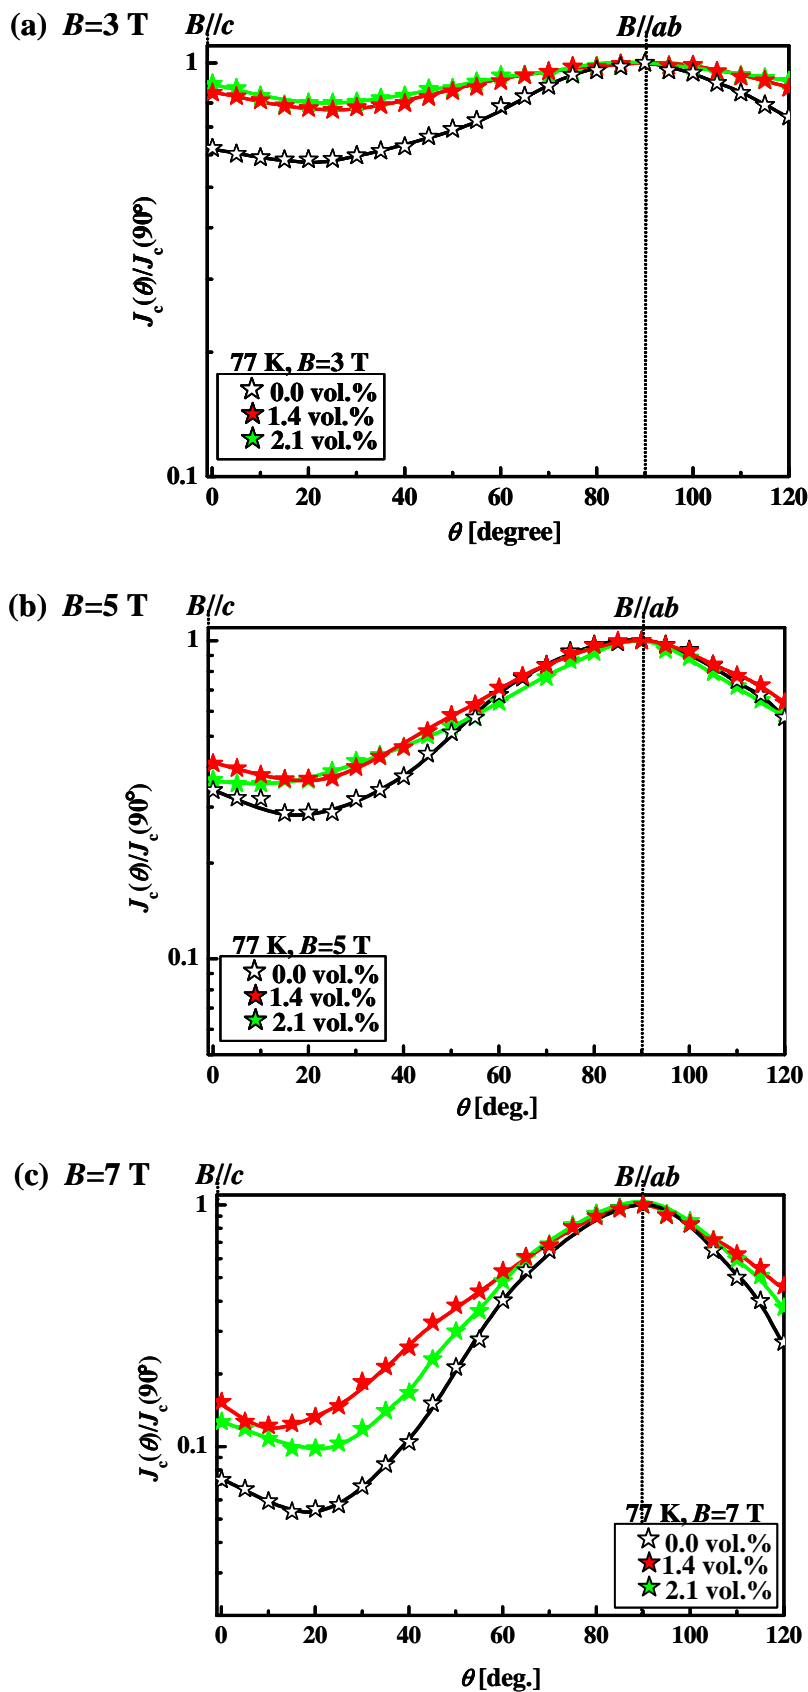 (a) B=3 T
B//c
B//ab
1
0.1
J_c(θ)/J_c(90°)
77 K, B=3 T
0.0 vol.%
1.4 vol.%
2.1 vol.%
0 20 40 60 80 100 120
θ [degree]
(b) B=5 T
B//c
B//ab
1
0.1
J_c(θ)/J_c(90°)
77 K, B=5 T
0.0 vol.%
1.4 vol.%
2.1 vol.%
0 20 40 60 80 100 120
θ [deg.]
(c) B=7 T
B//c
B//ab
1
0.1
J_c(θ)/J_c(90°)
77 K, B=7 T
0.0 vol.%
1.4 vol.%
2.1 vol.%
0 20 40 60 80 100 120
θ [deg.]